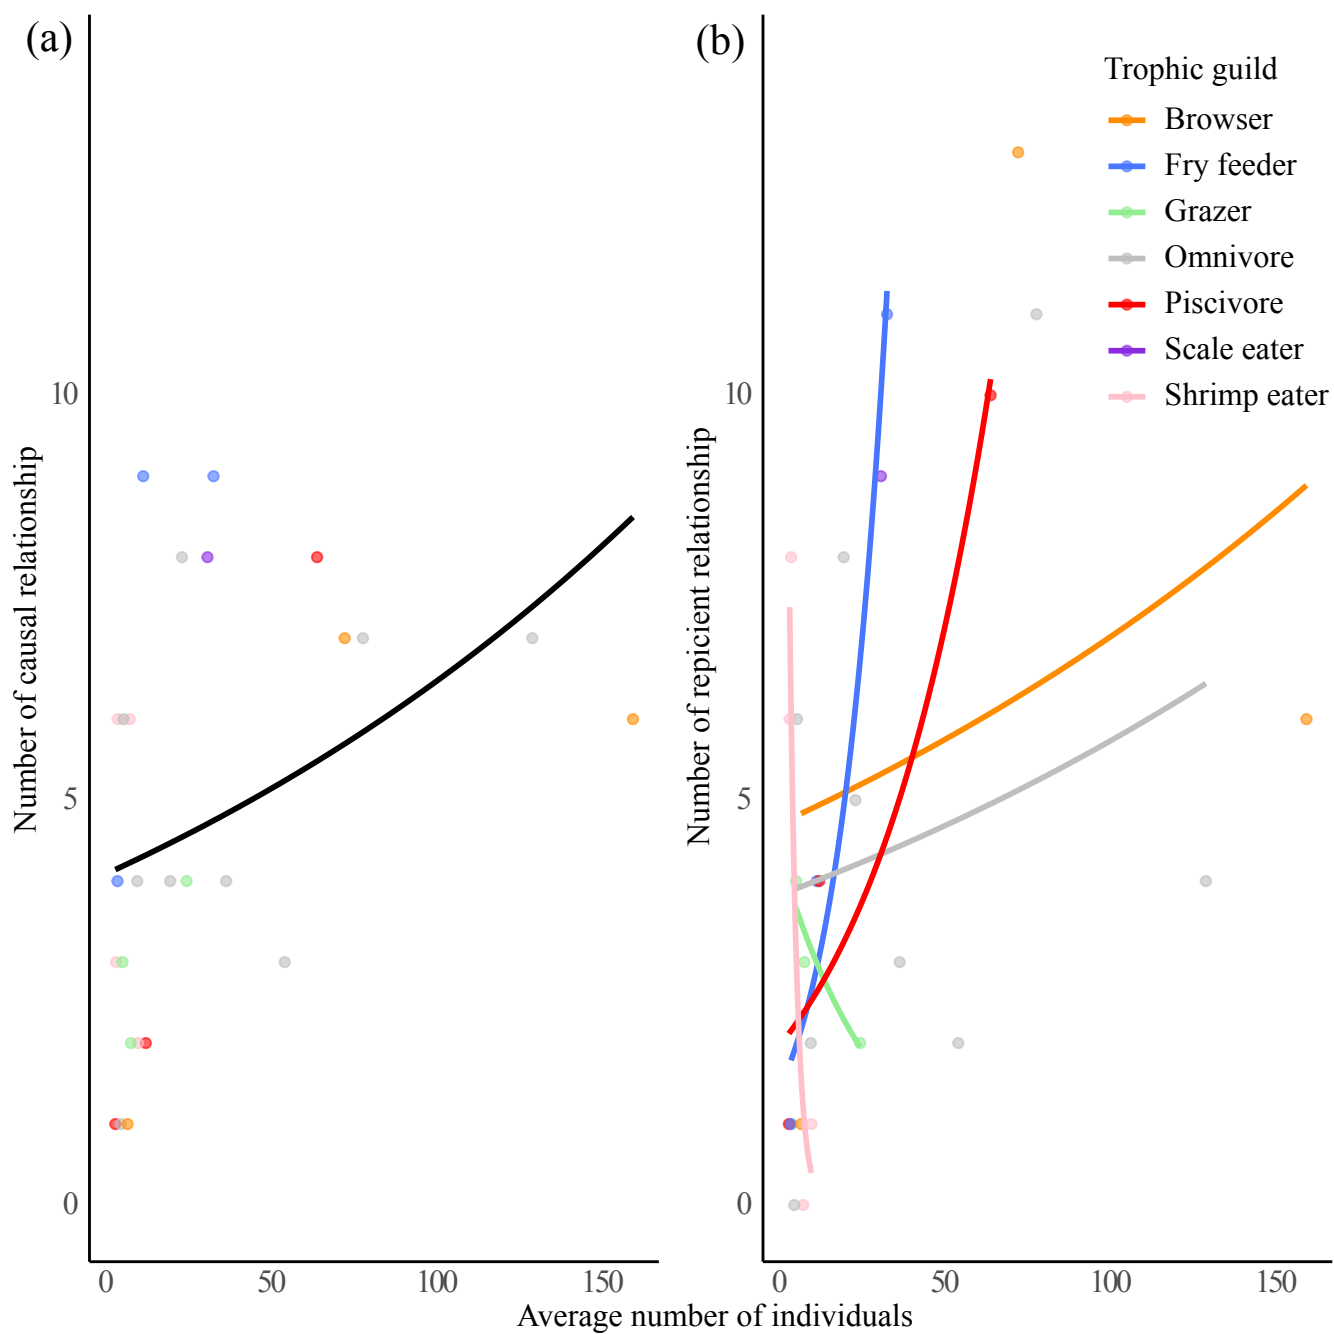 (a)
Number of causal relationship
10
5
0
0 50 100 150
(b)
Number of repicient relationship
10
5
0
0 50 100 150
Trophic guild
Browser
Fry feeder
Grazer
Omnivore
Piscivore
Scale eater
Shrimp eater
Average number of individuals